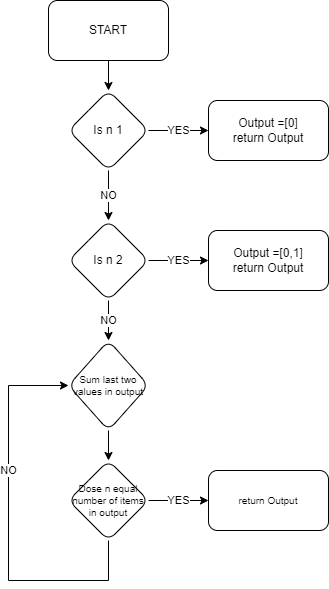 START
Is n 1
YES
Output =[0]
return Output
NO
Is n 2
YES
Output =[0,1]
return Output
NO
Sum last two
values in output
NO
Dose n equal
number of items
in output
YES
return Output